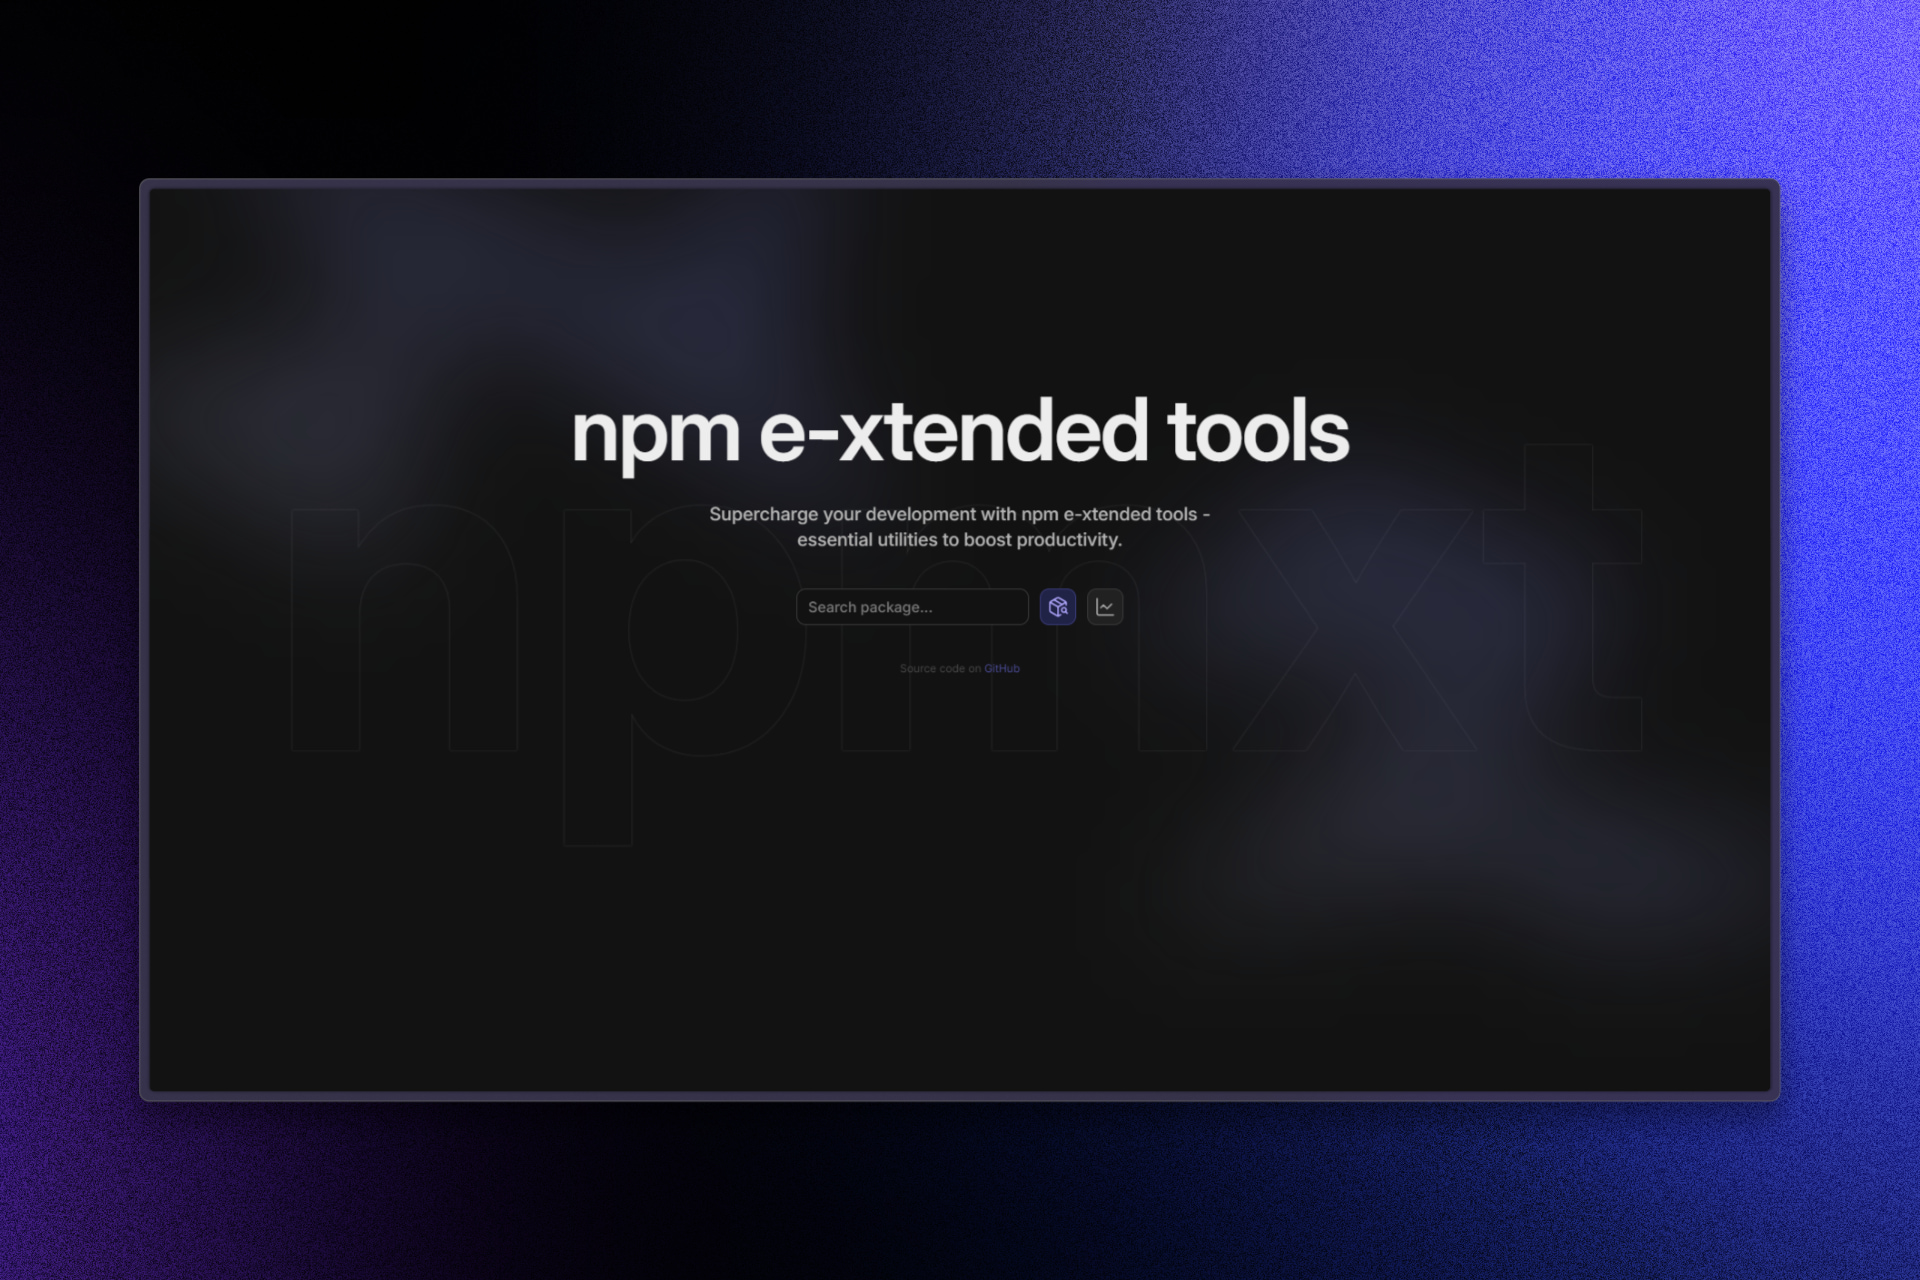 npm e-xtended tools
npmxt
Supercharge your development with npm e-xtended tools -
essential utilities to boost productivity.
Search package...
Source code on GitHub